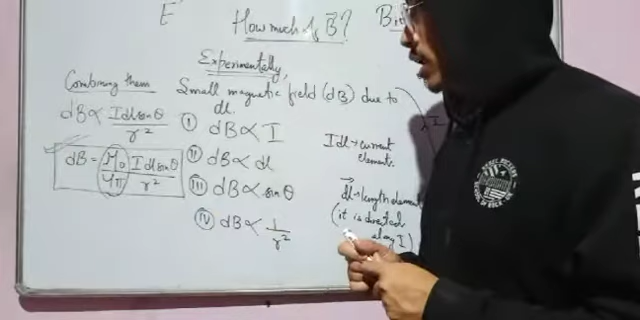 E
How much of B⃗?
Experimentally,
Small magnetic field (dB) due to
dl.
(I) dB ∝ I
(II) dB ∝ dl
(III) dB ∝ sin θ
(IV) dB ∝ 1/r²
Combining them
dB ∝ Idl sin θ / r²
dB = μ₀/4π Idl sin θ / r²
I
Idl → current
element.
d⃗l → length element
(it is directed
along I)